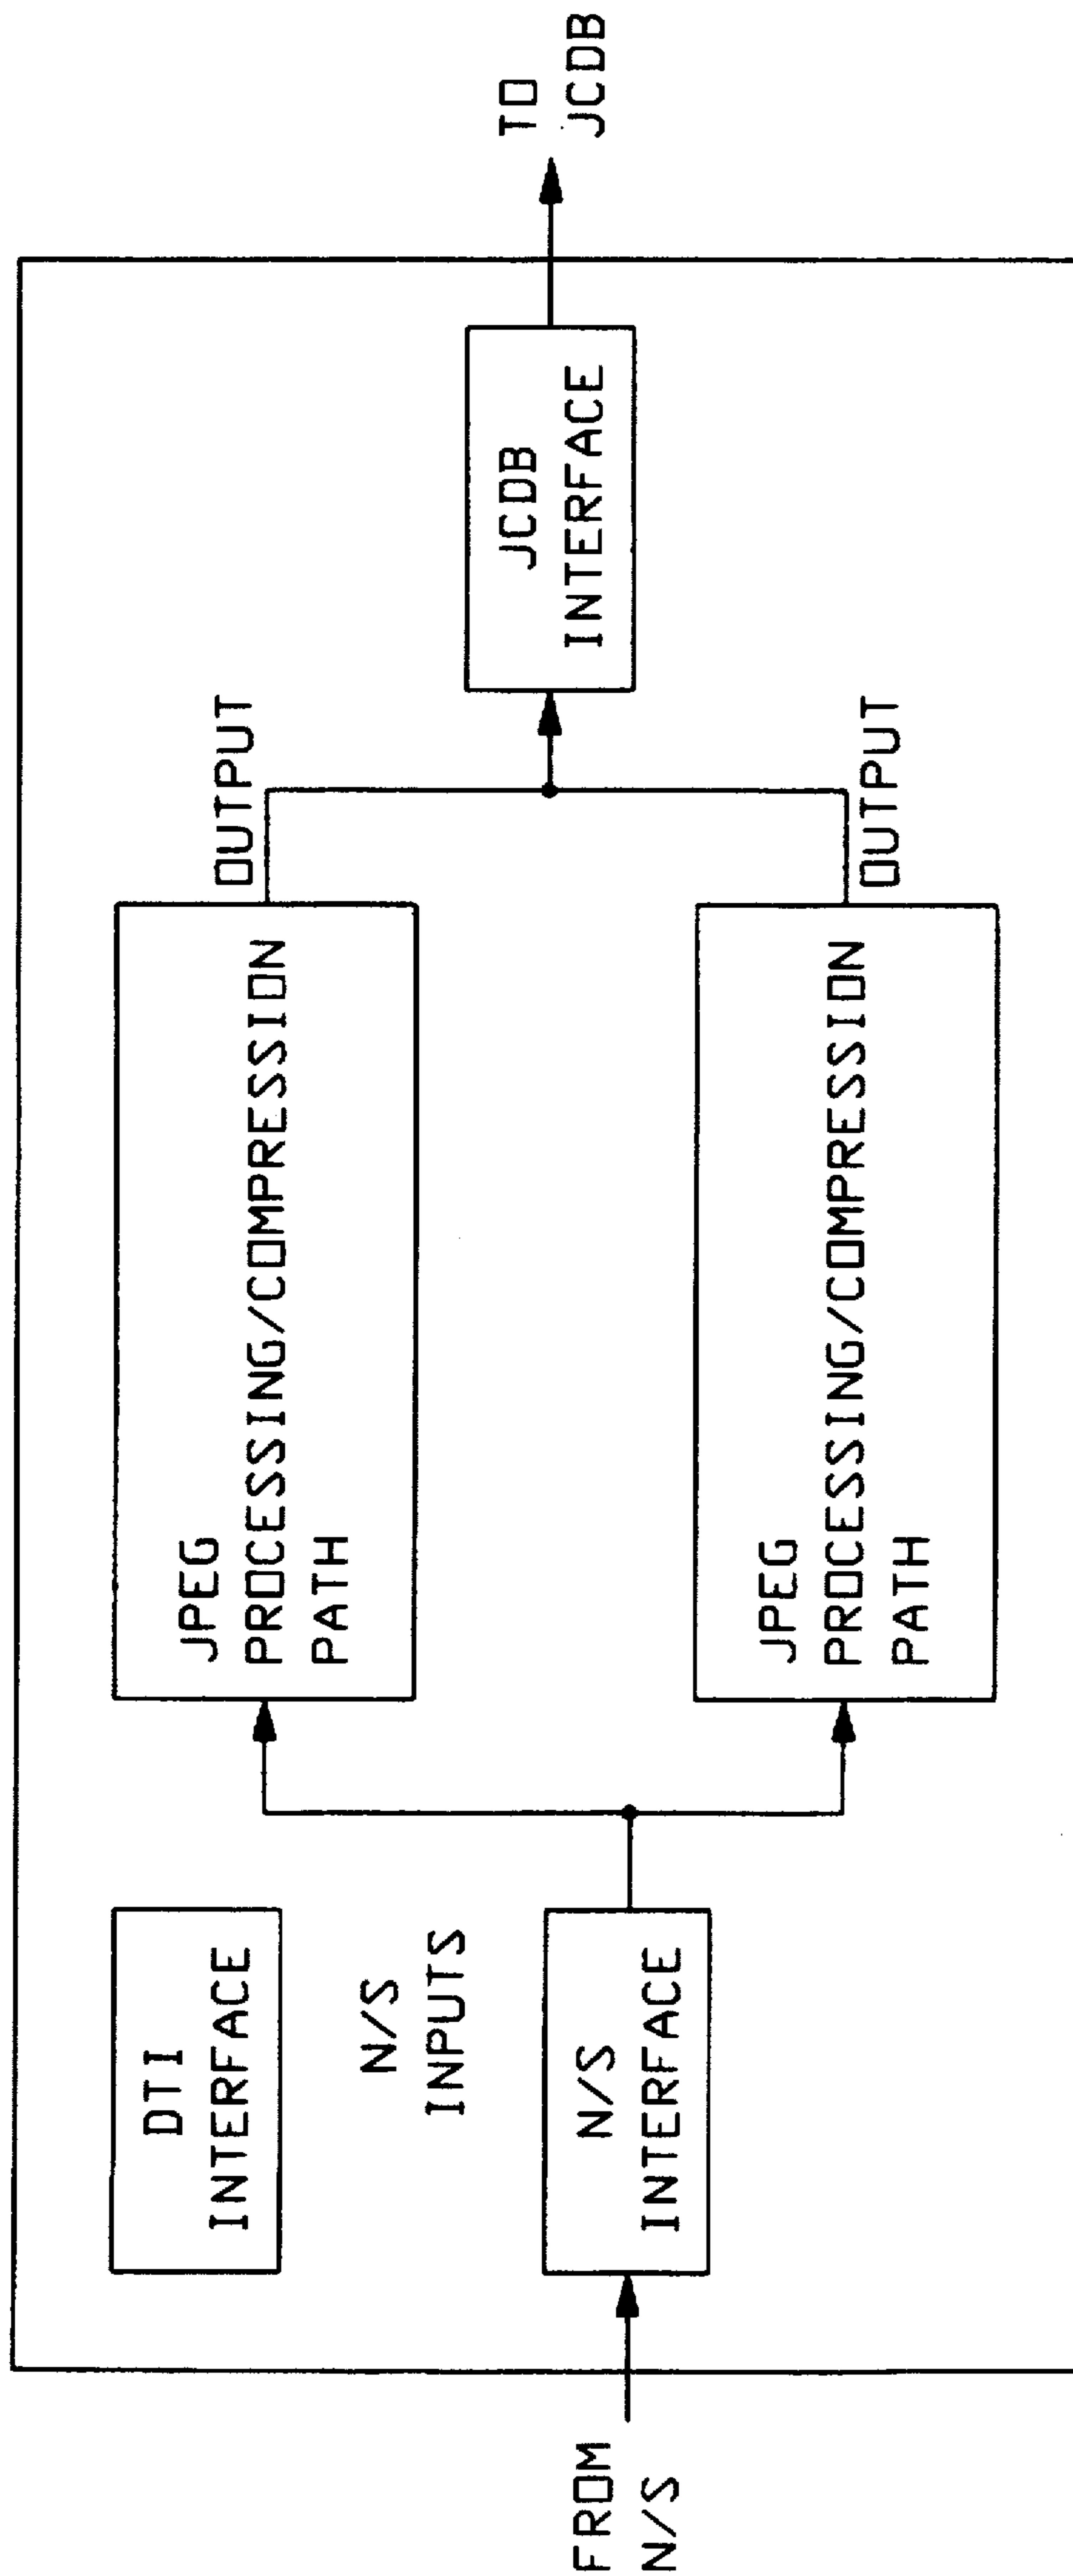 DTI
INTERFACE
N/S
INPUTS
FROM
N/S
N/S
INTERFACE
JPEG
PROCESSING/COMPRESSION
PATH
OUTPUT
JPEG
PROCESSING/COMPRESSION
PATH
OUTPUT
JCDB
INTERFACE
TO
JCDB